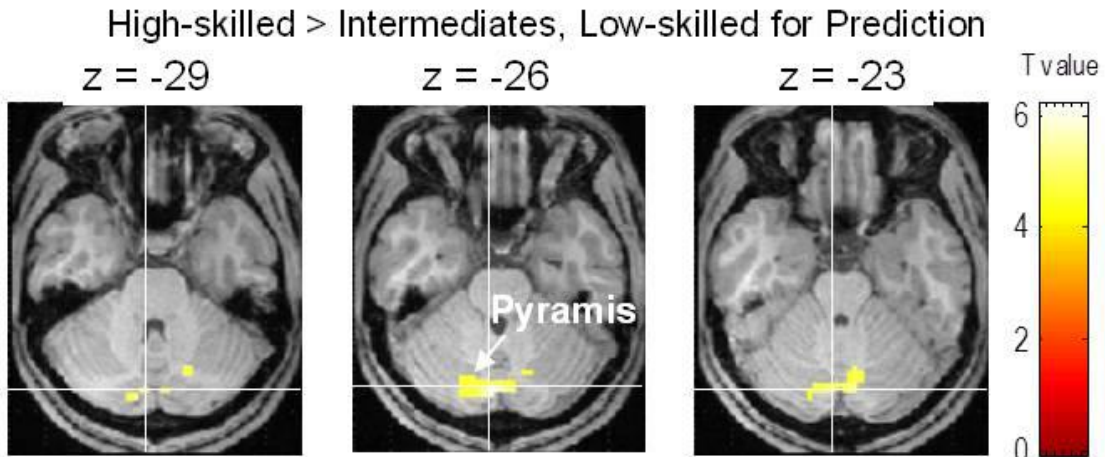 High-skilled > Intermediates, Low-skilled for Prediction
z = -29
z = -26
z = -23
T value
6
4
2
0
Pyramis